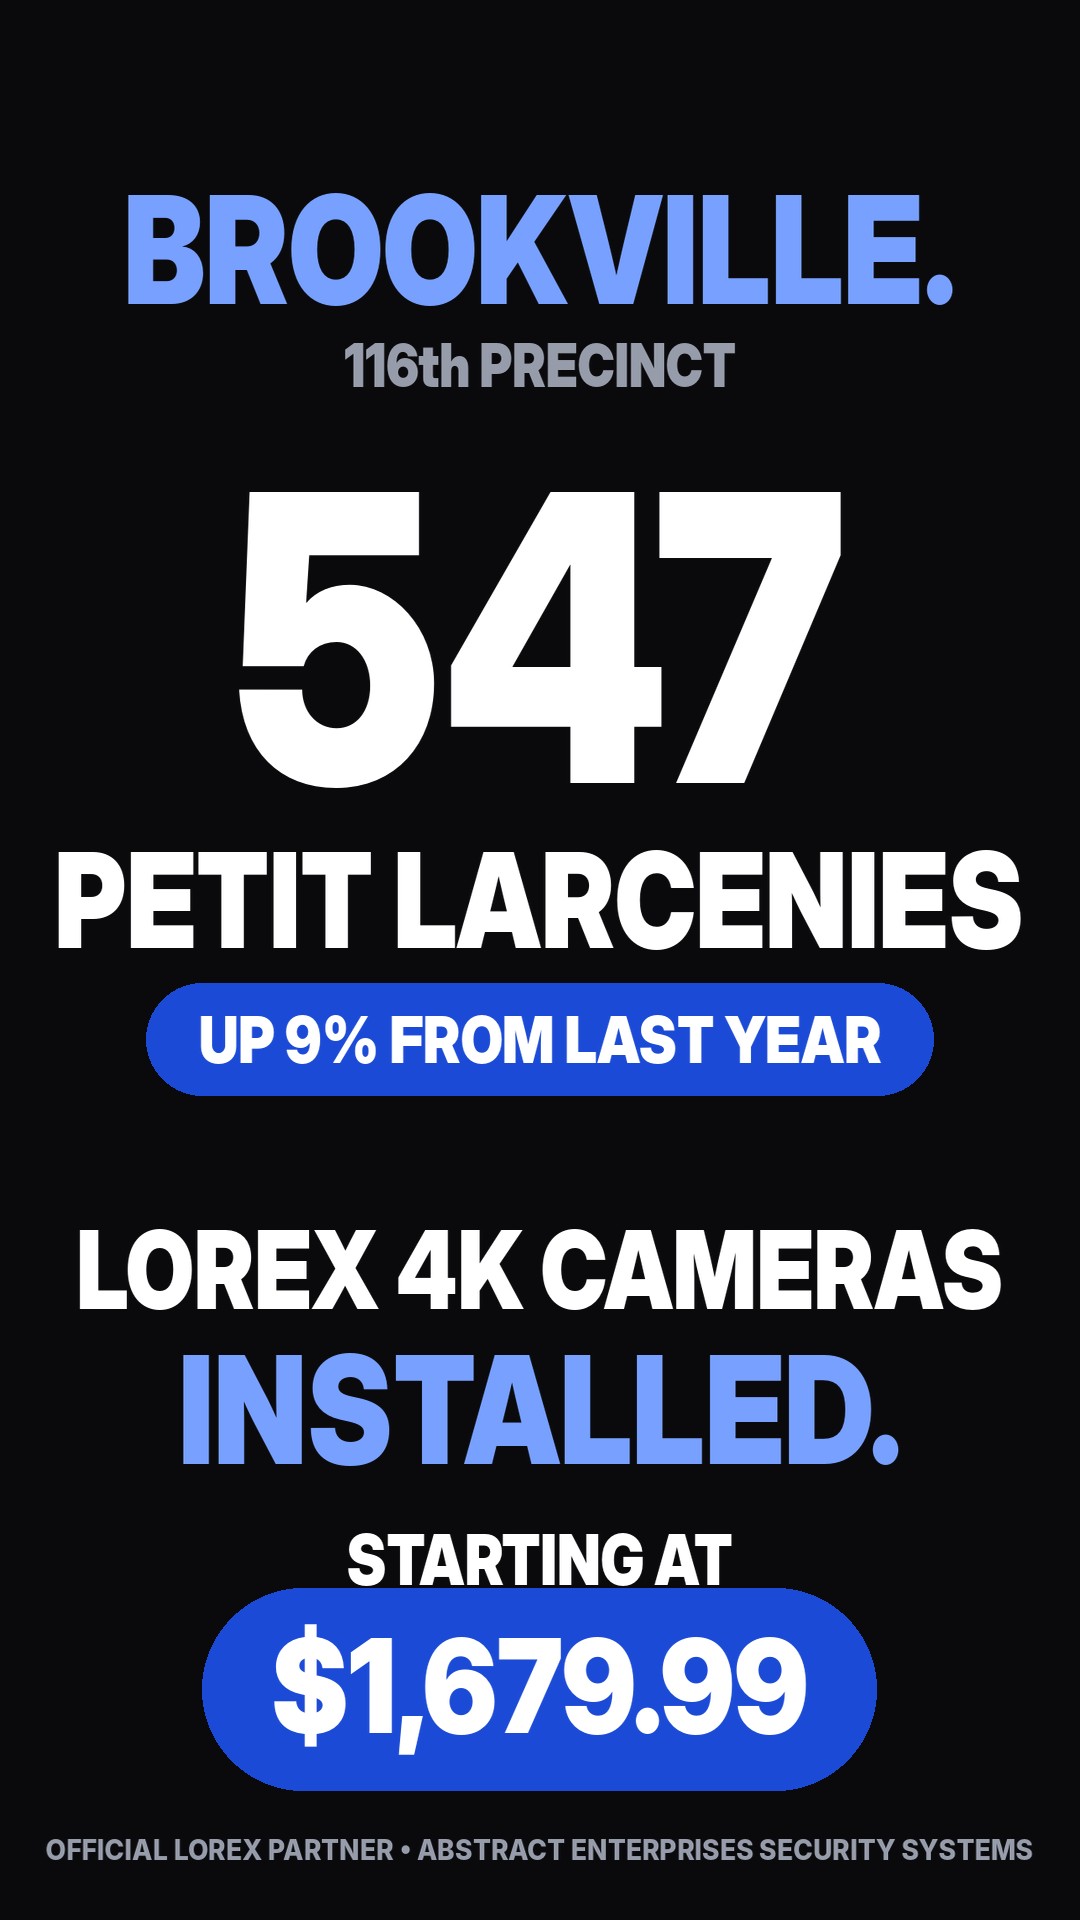 BROOKVILLE.
116th PRECINCT
547
PETIT LARCENIES
UP 9% FROM LAST YEAR
LOREX 4K CAMERAS
INSTALLED.
STARTING AT
$1,679.99
OFFICIAL LOREX PARTNER • ABSTRACT ENTERPRISES SECURITY SYSTEMS